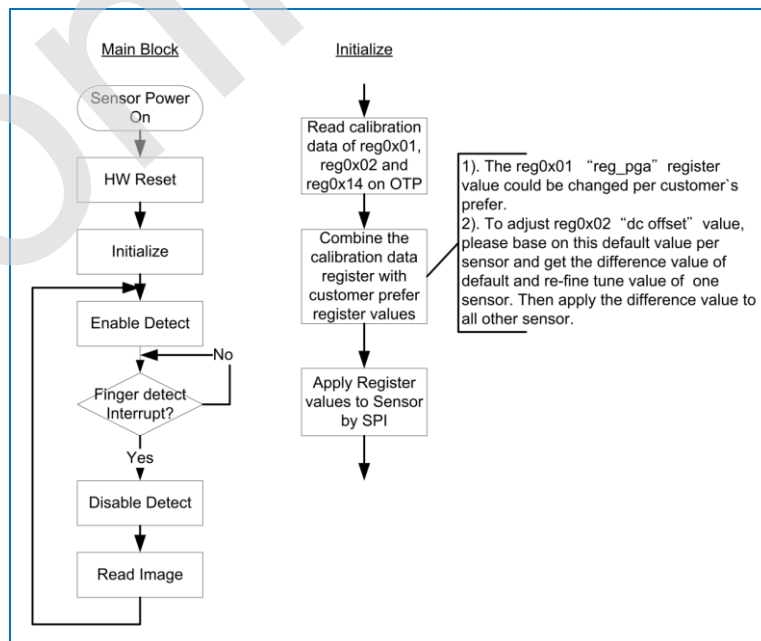 Main Block
Sensor Power
On
HW Reset
Initialize
Enable Detect
No
Finger detect
Interrupt?
Yes
Disable Detect
Read Image
Initialize
Read calibration
data of reg0x01,
reg0x02 and
reg0x14 on OTP
Combine the
calibration data
register with
customer prefer
register values
Apply Register
values to Sensor
by SPI
1). The reg0x01 “reg_pga” register
value could be changed per customer`s
prefer.
2). To adjust reg0x02 “dc offset” value,
please base on this default value per
sensor and get the difference value of
default and re-fine tune value of one
sensor. Then apply the difference value to
all other sensor.